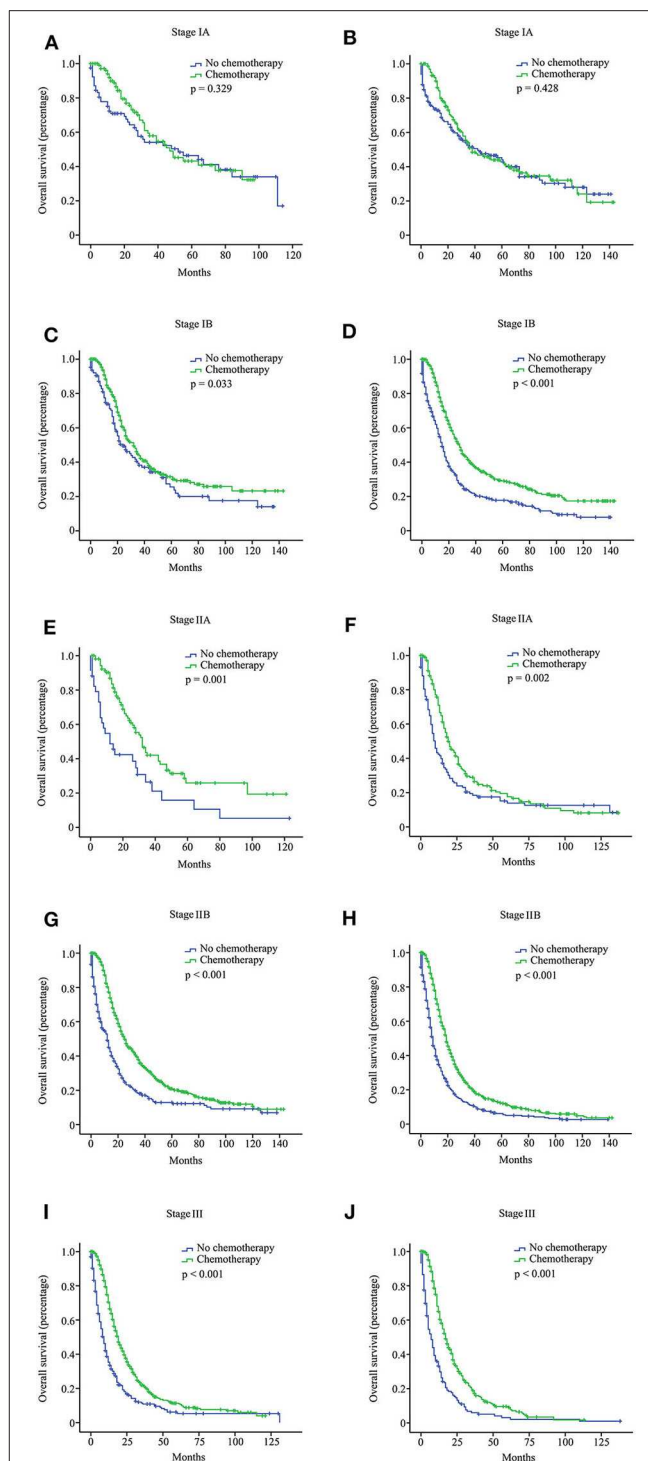 A
Stage IA
No chemotherapy
Chemotherapy
p = 0.329
Overall survival (percentage)
1.0
0.8
0.6
0.4
0.2
0
0 20 40 60 80 100 120
Months
B
Stage IA
No chemotherapy
Chemotherapy
p = 0.428
Overall survival (percentage)
1.0
0.8
0.6
0.4
0.2
0
0 20 40 60 80 100 120 140
Months
C
Stage IB
No chemotherapy
Chemotherapy
p = 0.033
Overall survival (percentage)
1.0
0.8
0.6
0.4
0.2
0
0 20 40 60 80 100 120 140
Months
D
Stage IB
No chemotherapy
Chemotherapy
p < 0.001
Overall survival (percentage)
1.0
0.8
0.6
0.4
0.2
0
0 20 40 60 80 100 120 140
Months
E
Stage IIA
No chemotherapy
Chemotherapy
p = 0.001
Overall survival (percentage)
1.0
0.8
0.6
0.4
0.2
0
0 20 40 60 80 100 120
Months
F
Stage IIA
No chemotherapy
Chemotherapy
p = 0.002
Overall survival (percentage)
1.0
0.8
0.6
0.4
0.2
0
0 25 50 75 100 125
Months
G
Stage IIB
No chemotherapy
Chemotherapy
p < 0.001
Overall survival (percentage)
1.0
0.8
0.6
0.4
0.2
0
0 20 40 60 80 100 120 140
Months
H
Stage IIB
No chemotherapy
Chemotherapy
p < 0.001
Overall survival (percentage)
1.0
0.8
0.6
0.4
0.2
0
0 20 40 60 80 100 120 140
Months
I
Stage III
No chemotherapy
Chemotherapy
p < 0.001
Overall survival (percentage)
1.0
0.8
0.6
0.4
0.2
0
0 25 50 75 100 125
Months
J
Stage III
No chemotherapy
Chemotherapy
p < 0.001
Overall survival (percentage)
1.0
0.8
0.6
0.4
0.2
0
0 20 40 60 80 100 120 140
Months